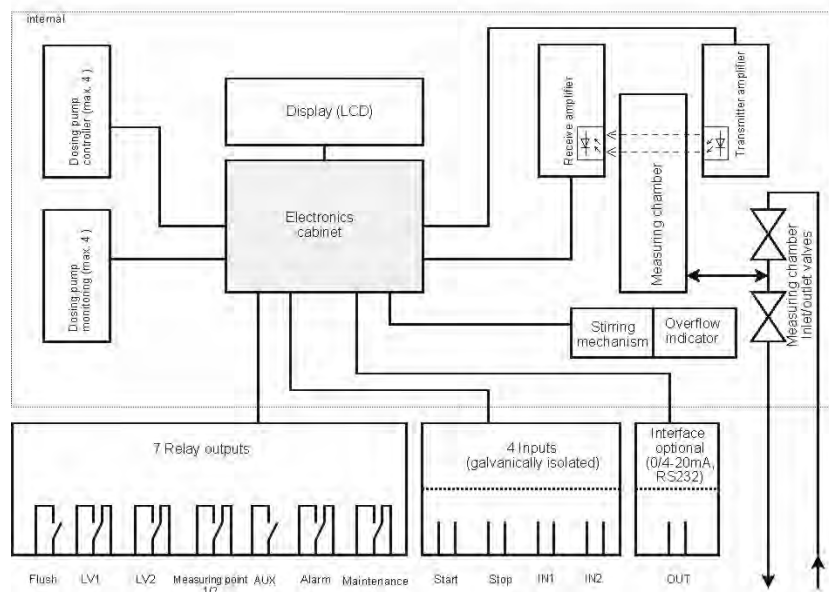 internal
Dosing pump
controller (max. 4 )
Display (LCD)
Receive amplifier
Transmitter amplifier
Measuring chamber
Electronics
cabinet
Dosing pump
monitoring (max. 4 )
Measuring chamber
Inlet/outlet valves
Stirring
mechanism
Overflow
indicator
7 Relay outputs
4 Inputs
(galvanically isolated)
Interface
optional
(0/4-20mA,
RS232)
Flush
LV1
LV2
Measuring point
1/2
AUX
Alarm
Maintenance
Start
Stop
IN1
IN2
OUT